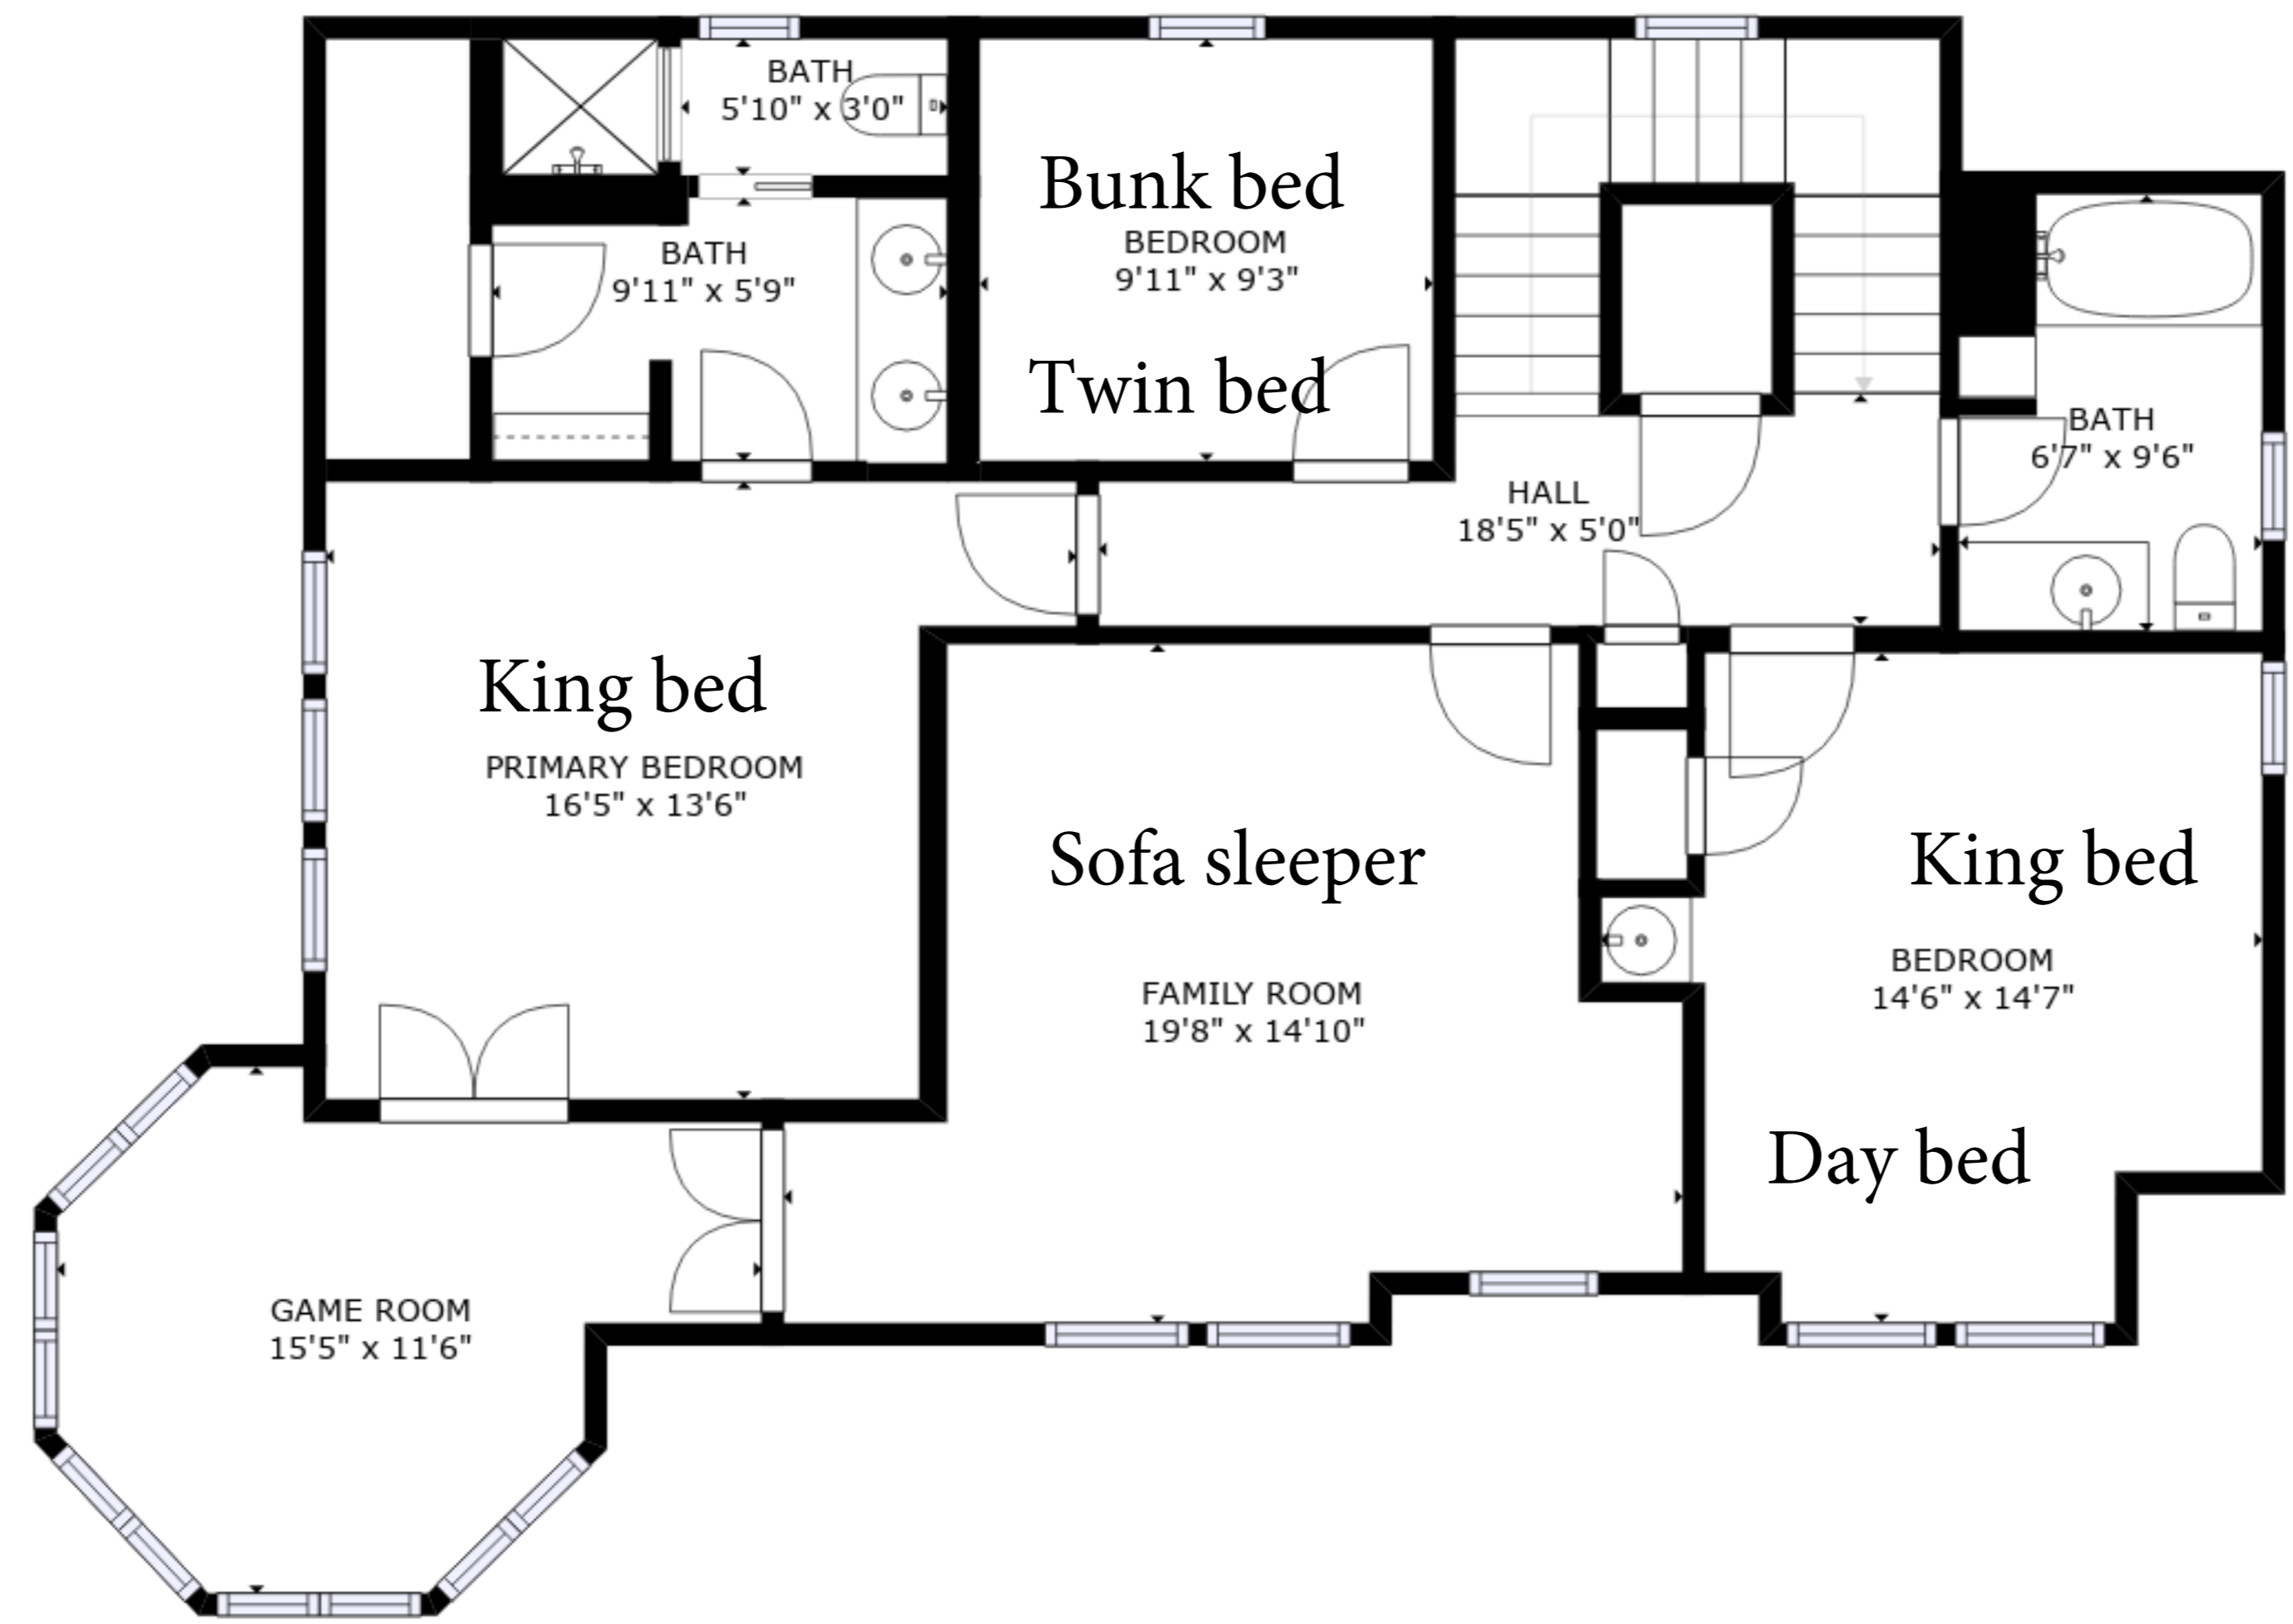 BATH
5'10" x 3'0"
Bunk bed
BEDROOM
9'11" x 9'3"
Twin bed
BATH
9'11" x 5'9"
BATH
6'7" x 9'6"
HALL
18'5" x 5'0"
King bed
PRIMARY BEDROOM
16'5" x 13'6"
Sofa sleeper
FAMILY ROOM
19'8" x 14'10"
King bed
BEDROOM
14'6" x 14'7"
Day bed
GAME ROOM
15'5" x 11'6"